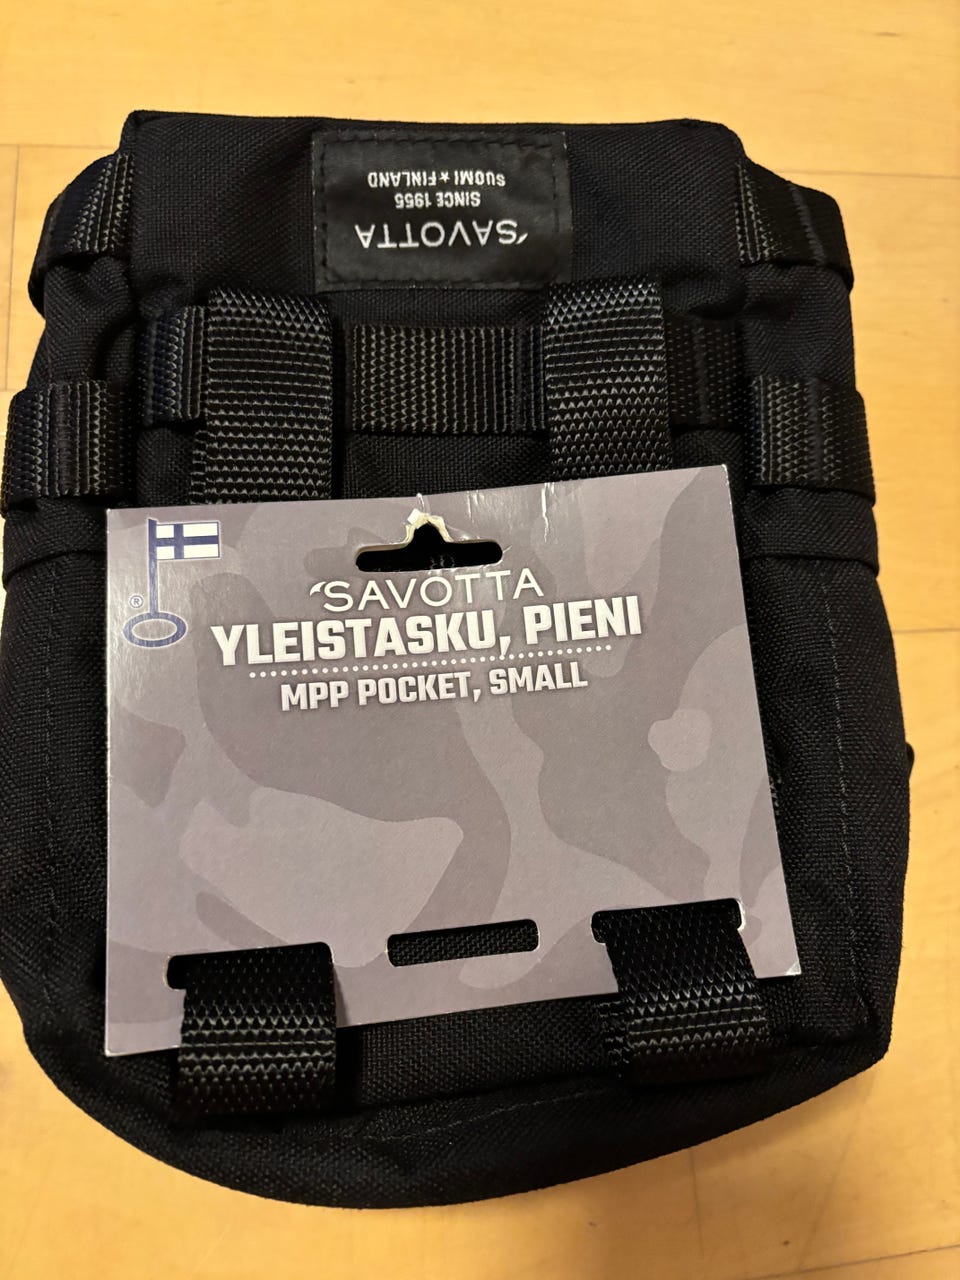 SAVOTTA
SINCE 1955
SUOMI ★ FINLAND
®
SAVOTTA
YLEISTASKU, PIENI
MPP POCKET, SMALL